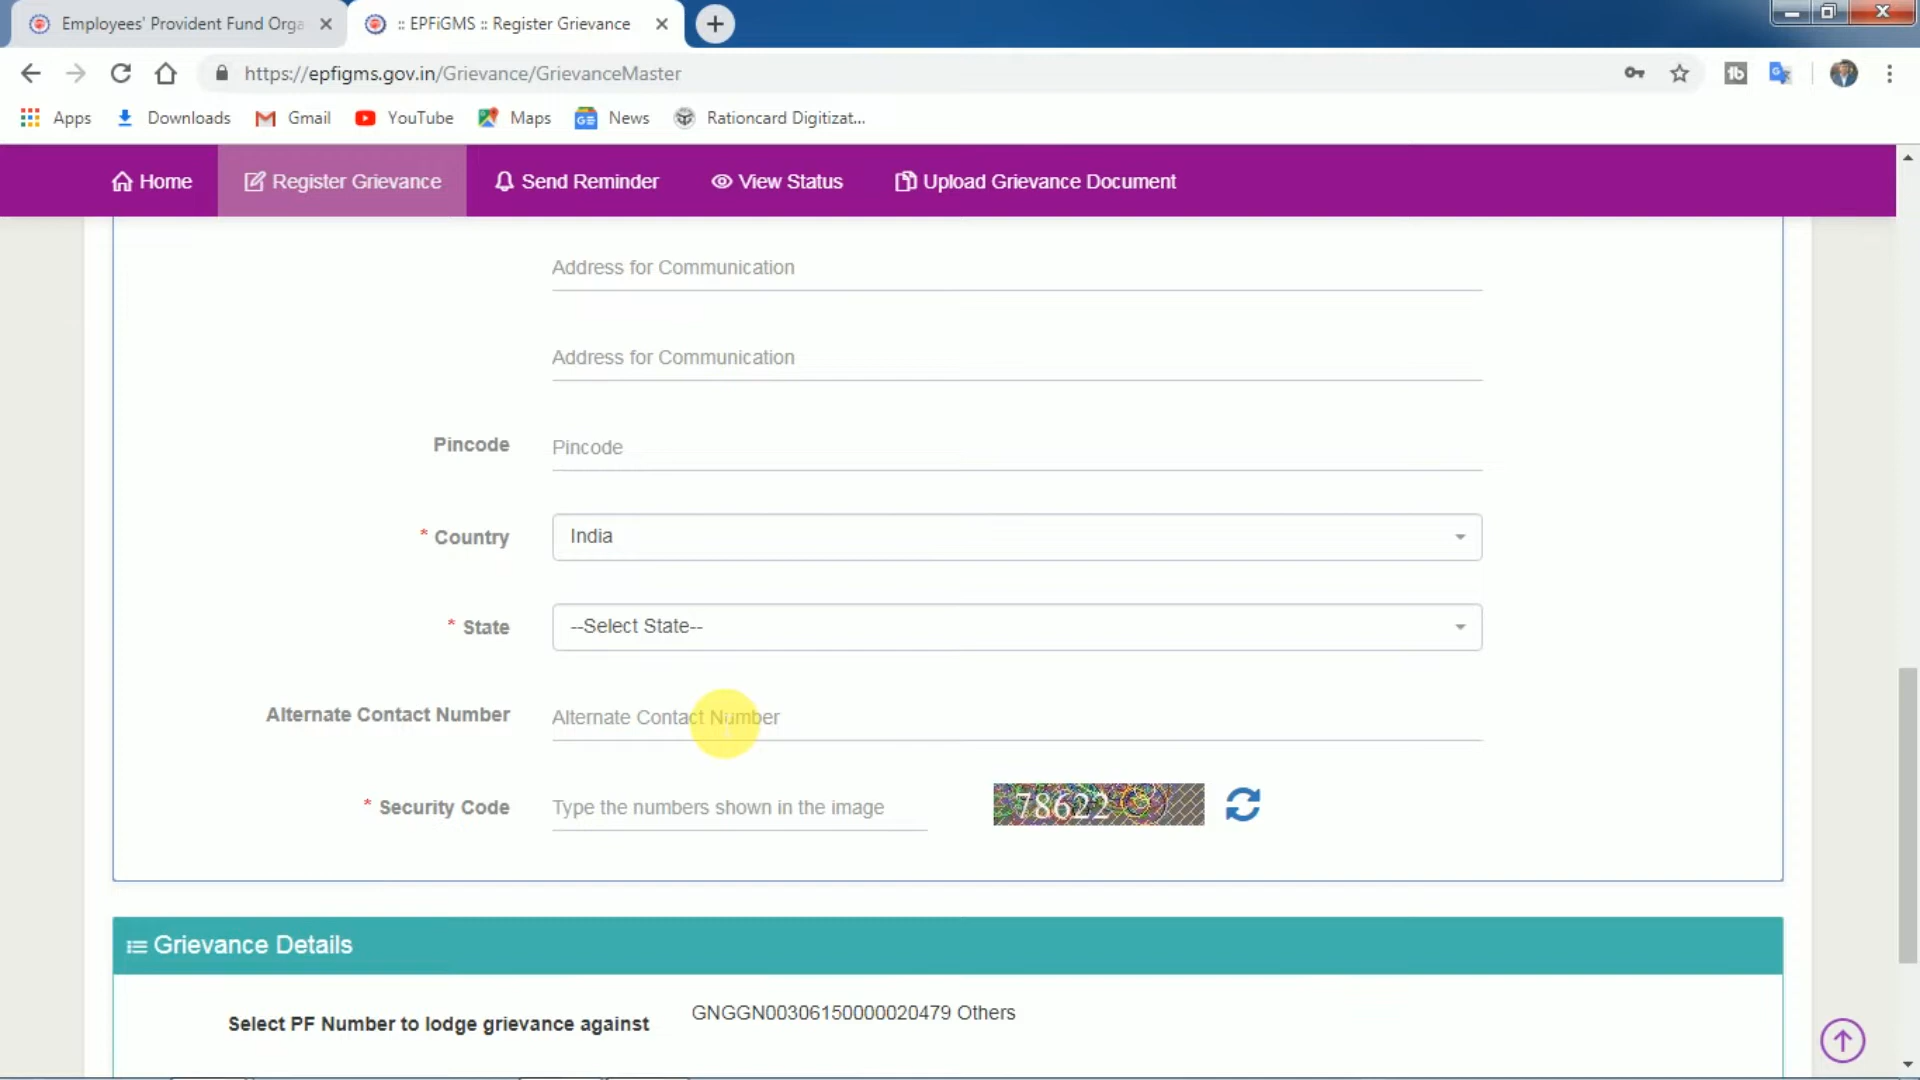 Employees' Provident Fund Orga
:: EPFiGMS :: Register Grievance
https://epfigms.gov.in/Grievance/GrievanceMaster
Apps Downloads Gmail YouTube Maps News Rationcard Digitizat...
Home Register Grievance Send Reminder View Status Upload Grievance Document
Address for Communication
Address for Communication
Pincode Pincode
* Country India
* State --Select State--
Alternate Contact Number Alternate Contact Number
* Security Code Type the numbers shown in the image 78622
Grievance Details
Select PF Number to lodge grievance against GNGGN00306150000020479 Others